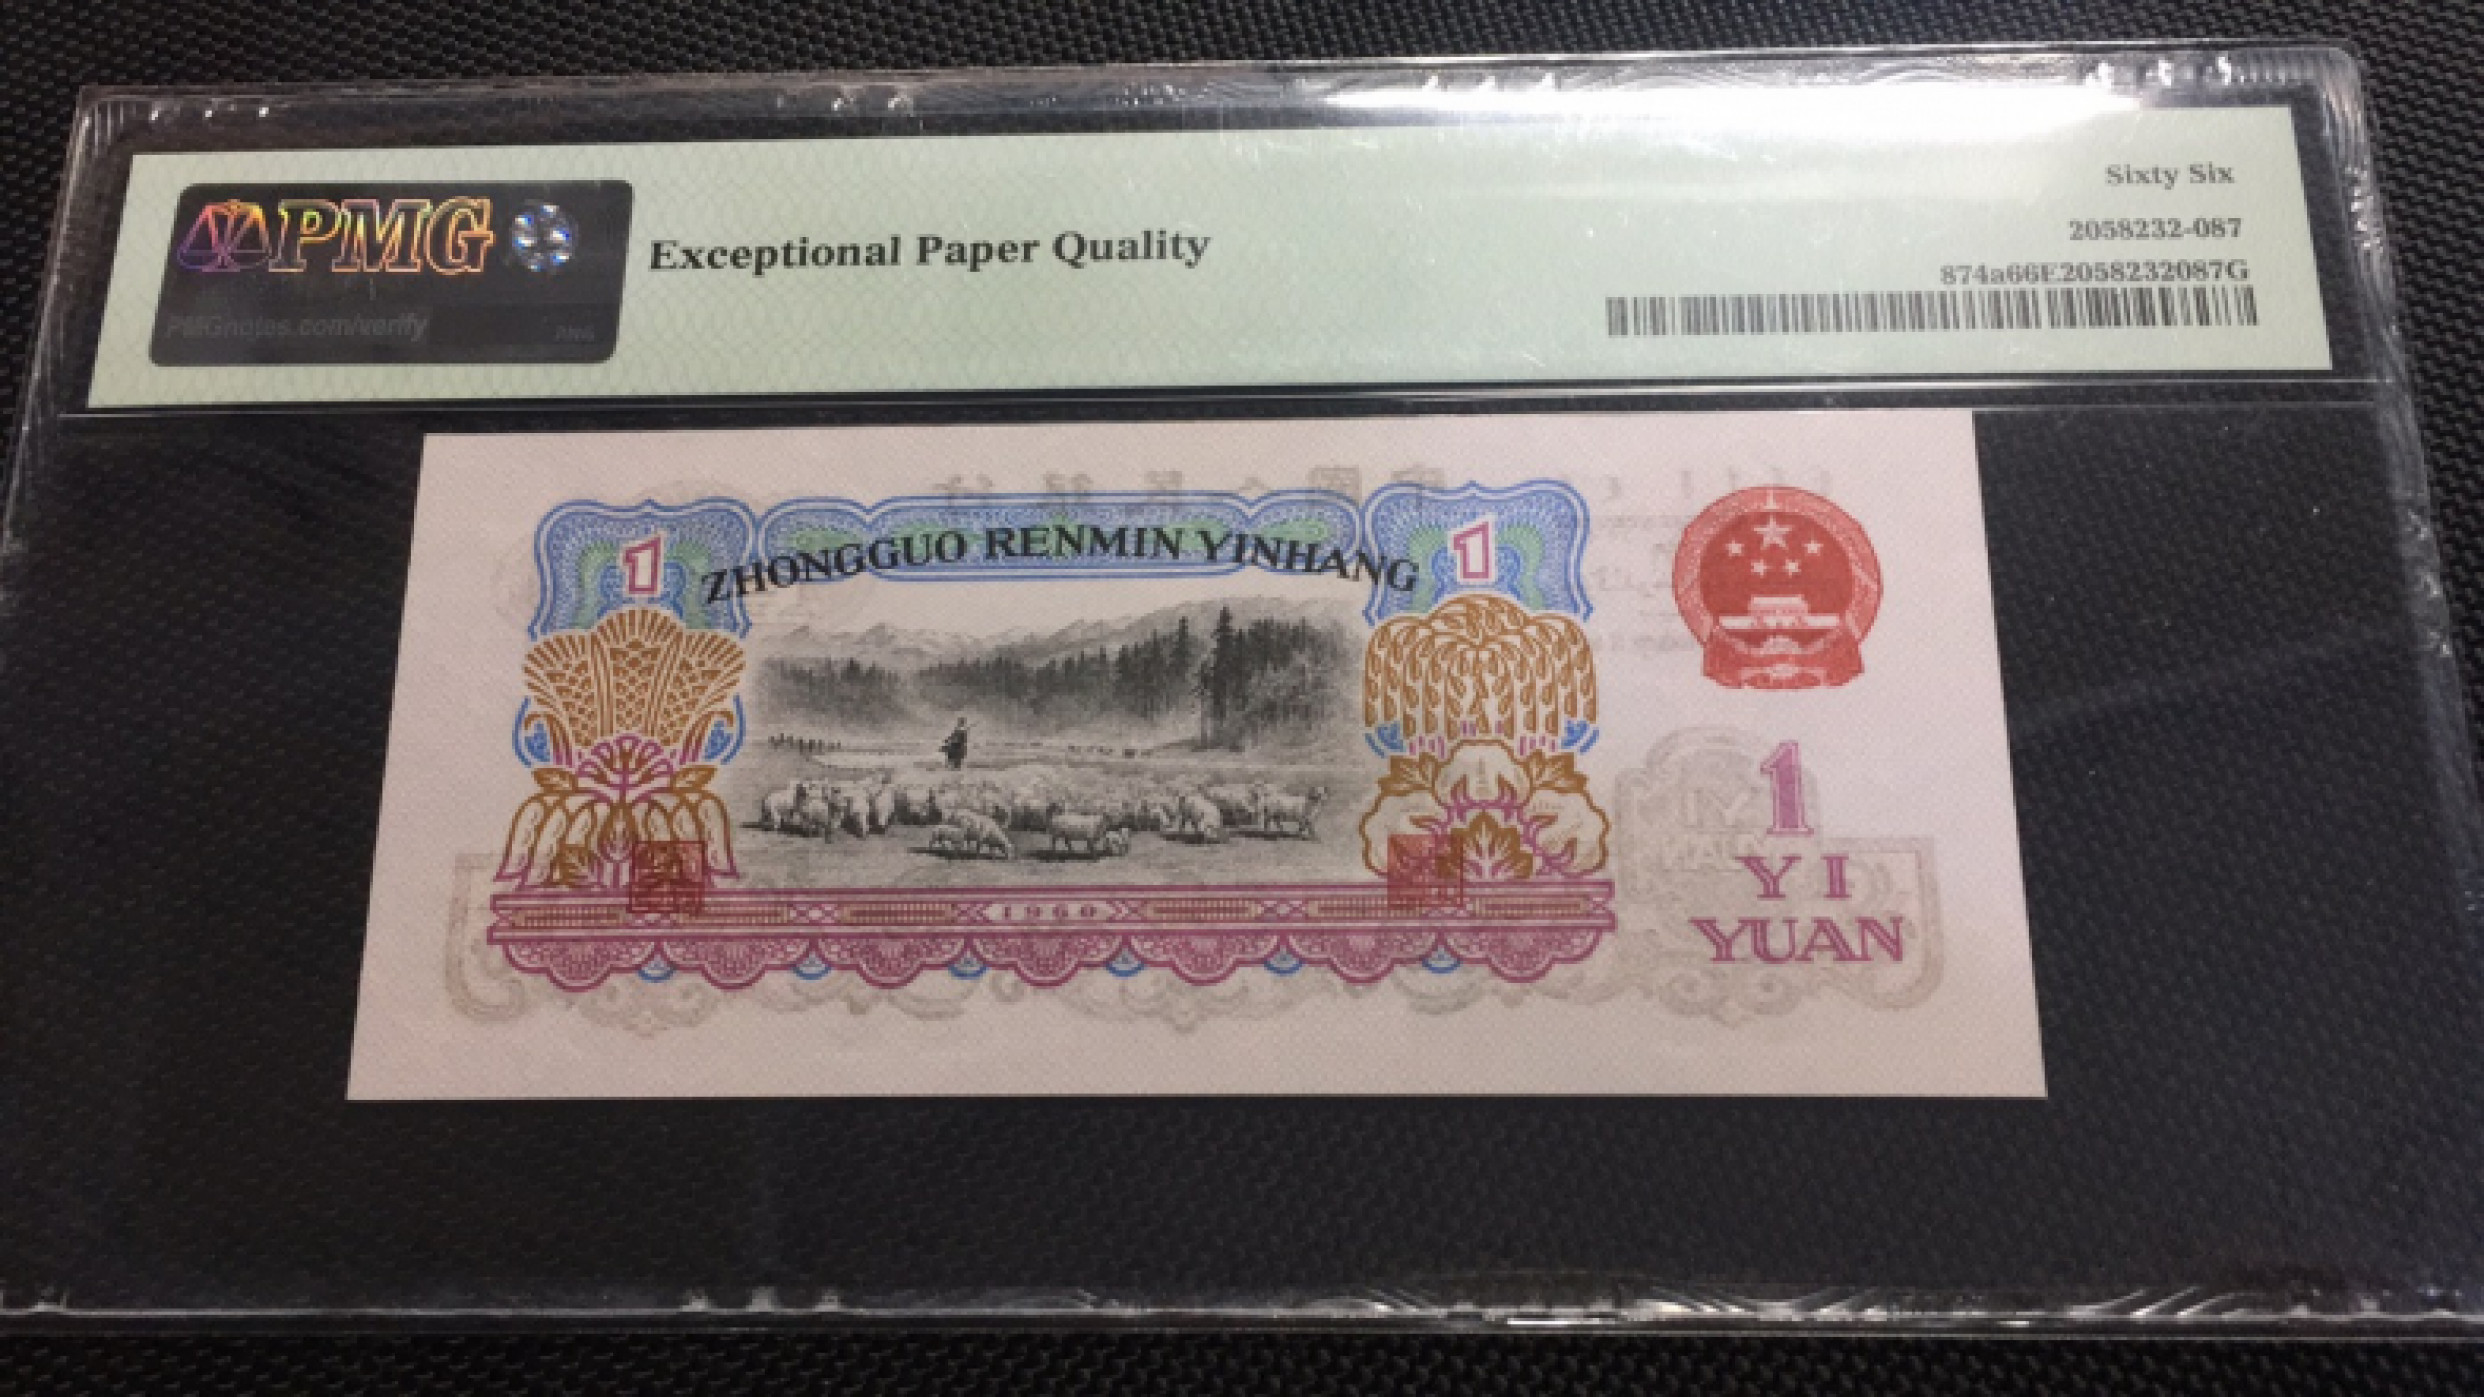 PMG
PMGnotes.com/verify
Exceptional Paper Quality
Sixty Six
2058232-087
874a66E2058232087G
1
ZHONGGUO RENMIN YINHANG
1
1960
1
YI
YUAN